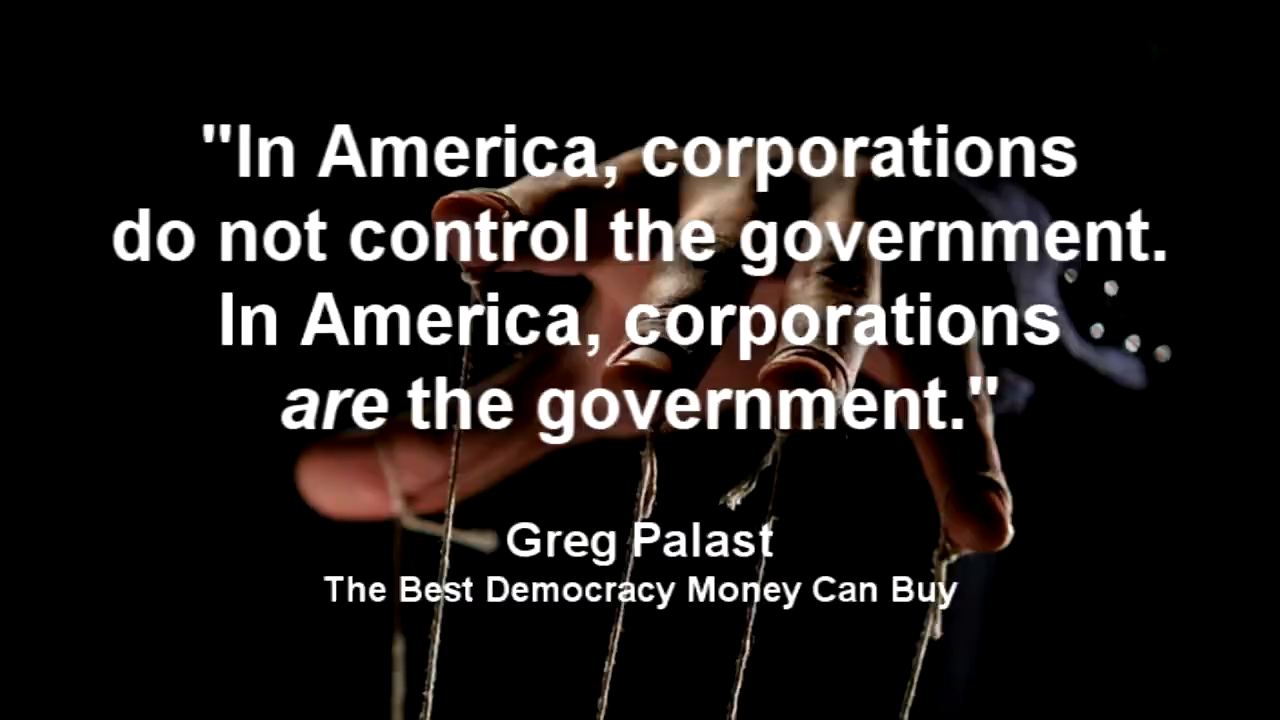 "In America, corporations
do not control the government.
In America, corporations
are the government."
Greg Palast
The Best Democracy Money Can Buy